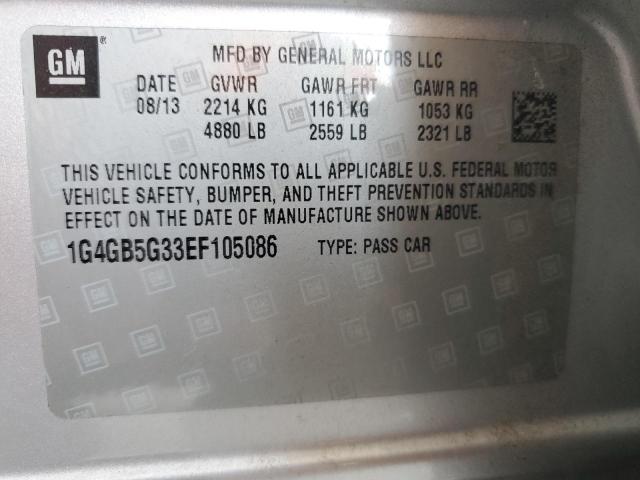 GM® MFD BY GENERAL MOTORS LLC
DATE GVWR GAWR FRT GAWR RR
08/13 2214 KG 1161 KG 1053 KG
4880 LB 2559 LB 2321 LB
THIS VEHICLE CONFORMS TO ALL APPLICABLE U.S. FEDERAL MOTOR
VEHICLE SAFETY, BUMPER, AND THEFT PREVENTION STANDARDS IN
EFFECT ON THE DATE OF MANUFACTURE SHOWN ABOVE.
1G4GB5G33EF105086 TYPE: PASS CAR